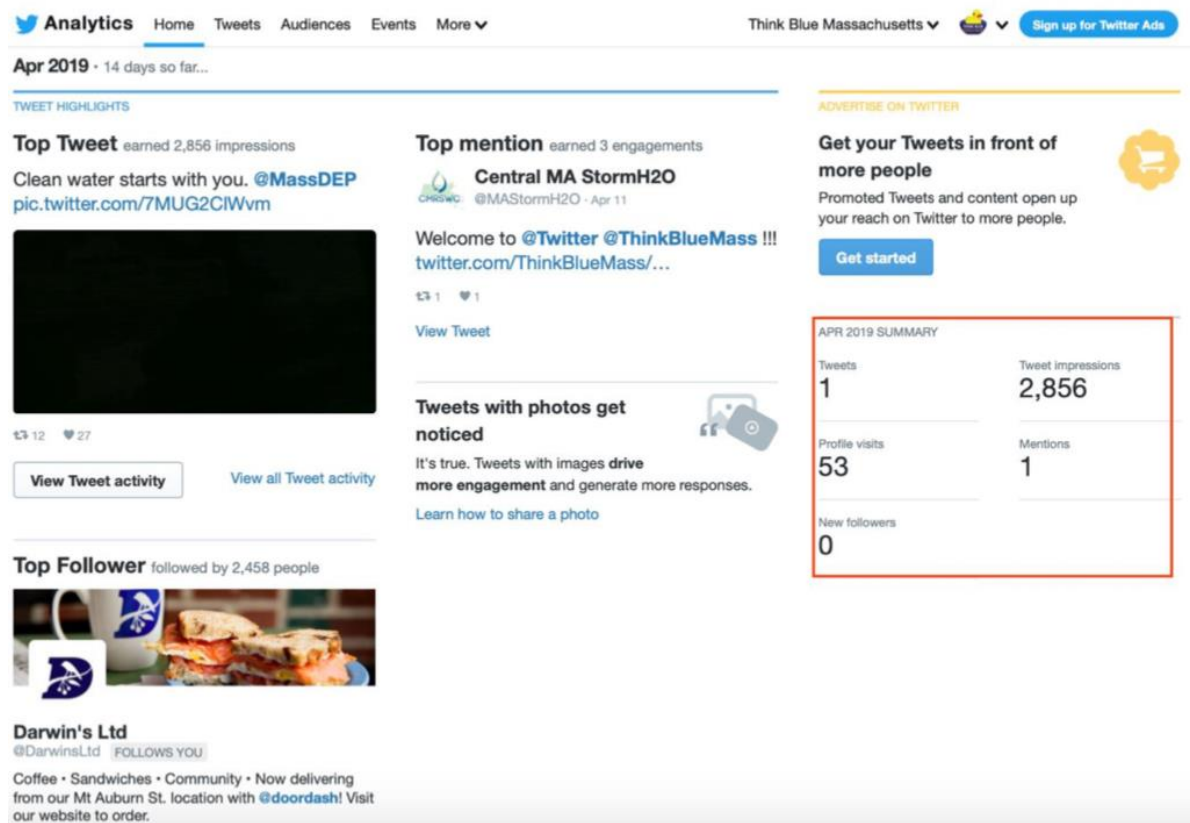 Analytics Home Tweets Audiences Events More
Think Blue Massachusetts
Sign up for Twitter Ads
Apr 2019 · 14 days so far...
TWEET HIGHLIGHTS
Top Tweet earned 2,856 impressions
Clean water starts with you. @MassDEP
pic.twitter.com/7MUG2ClWvm
12 27
View Tweet activity
View all Tweet activity
Top Follower followed by 2,458 people
D
D
Darwin's Ltd
@DarwinsLtd FOLLOWS YOU
Coffee • Sandwiches • Community • Now delivering
from our Mt Auburn St. location with @doordash! Visit
our website to order.
Top mention earned 3 engagements
CMRSWC
Central MA StormH2O
@MAStormH2O · Apr 11
Welcome to @Twitter @ThinkBlueMass !!!
twitter.com/ThinkBlueMass/…
1 1
View Tweet
Tweets with photos get
noticed
It's true. Tweets with images drive
more engagement and generate more responses.
Learn how to share a photo
ADVERTISE ON TWITTER
Get your Tweets in front of
more people
Promoted Tweets and content open up
your reach on Twitter to more people.
Get started
APR 2019 SUMMARY
Tweets
1
Tweet impressions
2,856
Profile visits
53
Mentions
1
New followers
0